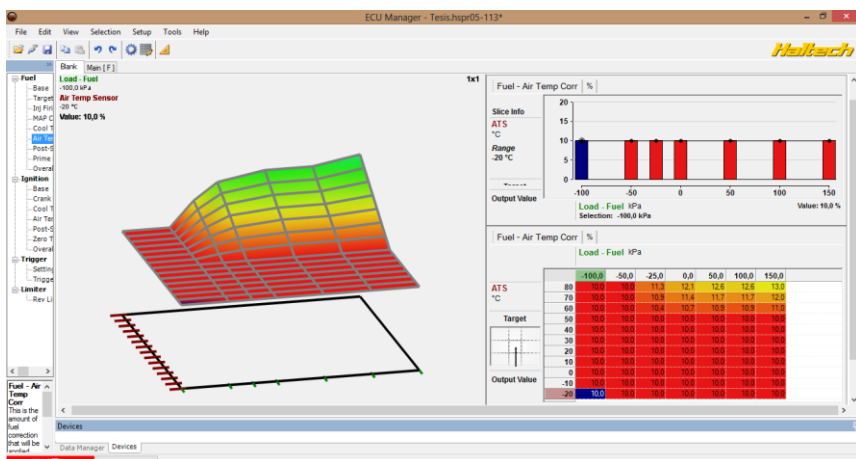 ECU Manager - Tesis.hspr05-113*
File Edit View Selection Setup Tools Help
Haltech
Fuel
Base
Target
Inj Firi
MAP C
Cool T
Air Ter
Post-S
Prime
Overal
Ignition
Base
Crank
Cool T
Air Ter
Post-S
Zero T
Overal
Trigger
Setting
Trigge
Limiter
Rev Li
Fuel - Air
Temp
Corr
This is the
amount of
fuel
correction
that will be
applied
Bank Main [ F ]
Load - Fuel
-100,0 kPa
Air Temp Sensor
-20 °C
Value: 10,0 %
1x1
Fuel - Air Temp Corr %
Slice Info
ATS
°C
Range
-20 °C
Output Value
20
15
10
5
0
-100 -50 0 50 100 150
Load - Fuel kPa
Selection: -100,0 kPa
Value: 10,0 %
Fuel - Air Temp Corr %
Load - Fuel kPa
ATS
°C
Target
Output Value
-100,0 -50,0 -25,0 0,0 50,0 100,0 150,0
80 10,0 10,0 11,3 12,1 12,6 12,6 13,0
70 10,0 10,0 10,9 11,4 11,7 11,7 12,0
60 10,0 10,0 10,4 10,7 10,9 10,9 11,0
50 10,0 10,0 10,0 10,0 10,0 10,0 10,0
40 10,0 10,0 10,0 10,0 10,0 10,0 10,0
30 10,0 10,0 10,0 10,0 10,0 10,0 10,0
20 10,0 10,0 10,0 10,0 10,0 10,0 10,0
10 10,0 10,0 10,0 10,0 10,0 10,0 10,0
0 10,0 10,0 10,0 10,0 10,0 10,0 10,0
-10 10,0 10,0 10,0 10,0 10,0 10,0 10,0
-20 10,0 10,0 10,0 10,0 10,0 10,0 10,0
Devices
Data Manager Devices